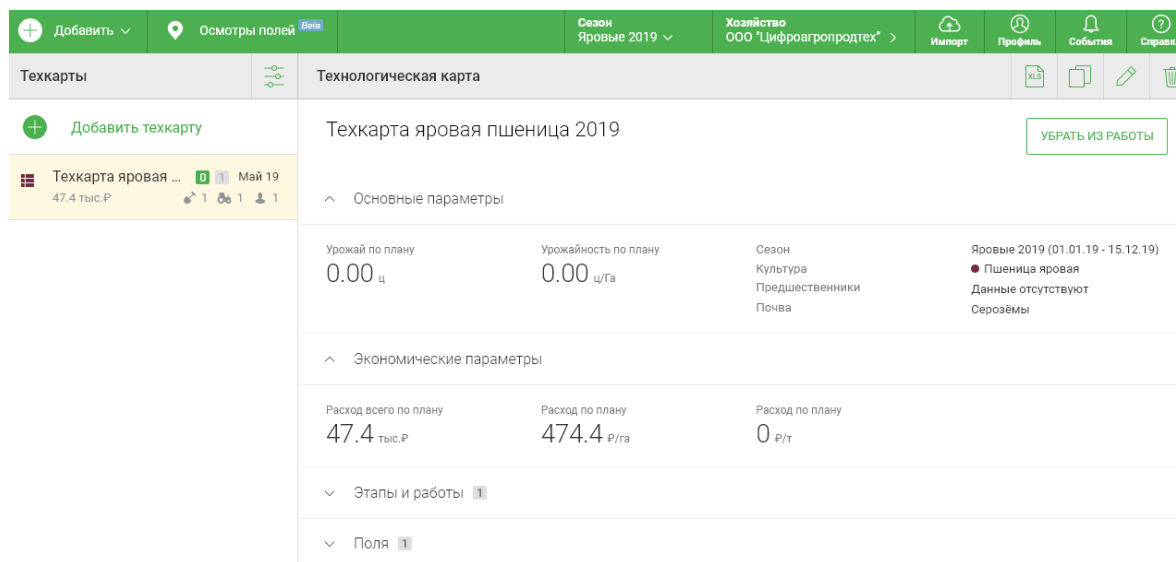 Добавить
Осмотры полей Beta
Сезон
Яровые 2019
Хозяйство
ООО "Цифроагропродтех"
Импорт
Профиль
События
Техкарты
Технологическая карта
XLS
Добавить техкарту
Техкарта яровая пшеница 2019
УБРАТЬ ИЗ РАБОТЫ
Техкарта яровая ... 0 1 Май 19
47.4 тыс.₽ 1 1 1
Основные параметры
Урожай по плану
0.00 ц
Урожайность по плану
0.00 ц/Га
Сезон Яровые 2019 (01.01.19 - 15.12.19)
Культура Пшеница яровая
Предшественники Данные отсутствуют
Почва Серозёмы
Экономические параметры
Расход всего по плану
47.4 тыс.₽
Расход по плану
474.4 ₽/га
Расход по плану
0 ₽/т
Этапы и работы 1
Поля 1